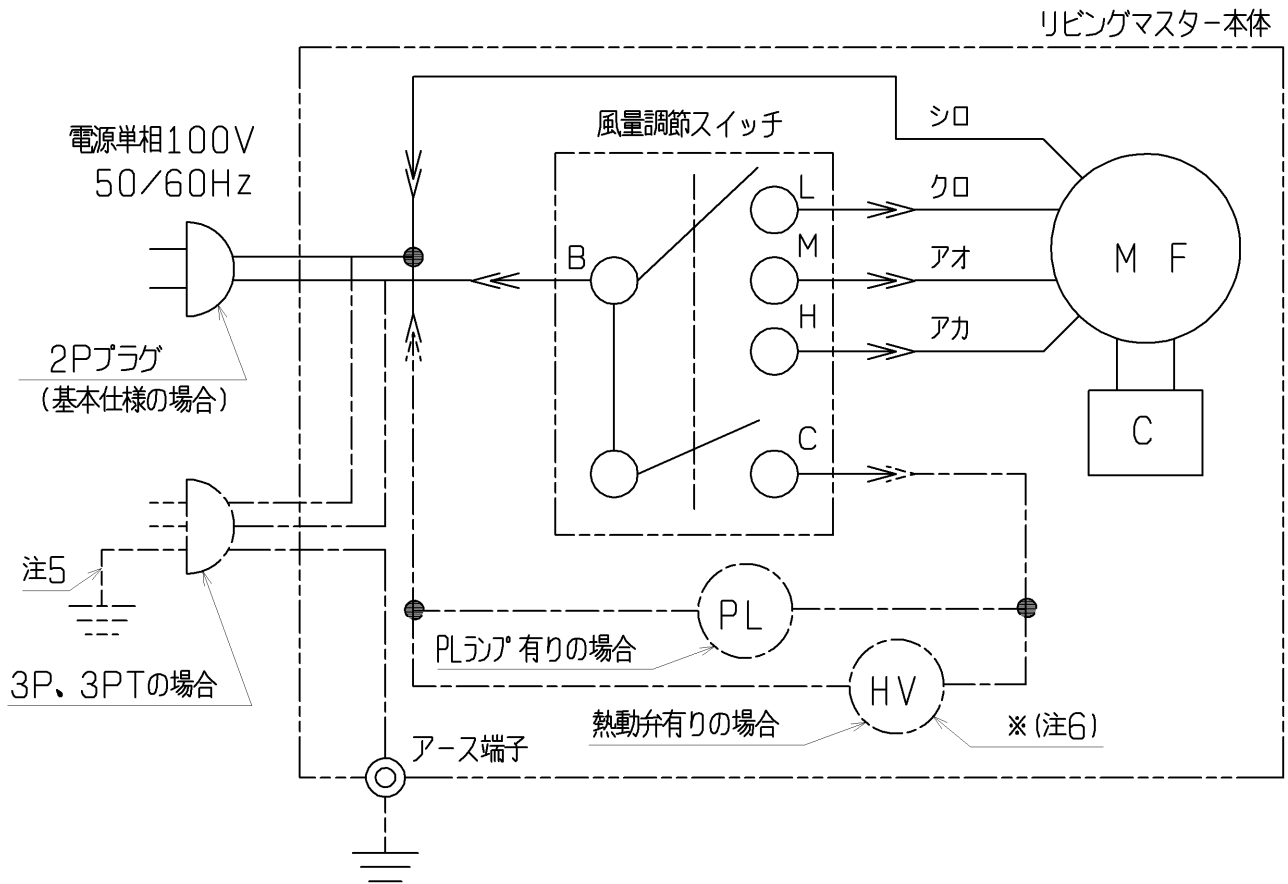 リビングマスター本体
電源単相100V
50/60Hz
風量調節スイッチ
シロ
L
クロ
B
M
アオ
M F
H
アカ
2Pプラグ
(基本仕様の場合)
C
C
注5
PL
PLランプ有りの場合
3P、3PTの場合
HV
熱動弁有りの場合
※(注6)
アース端子